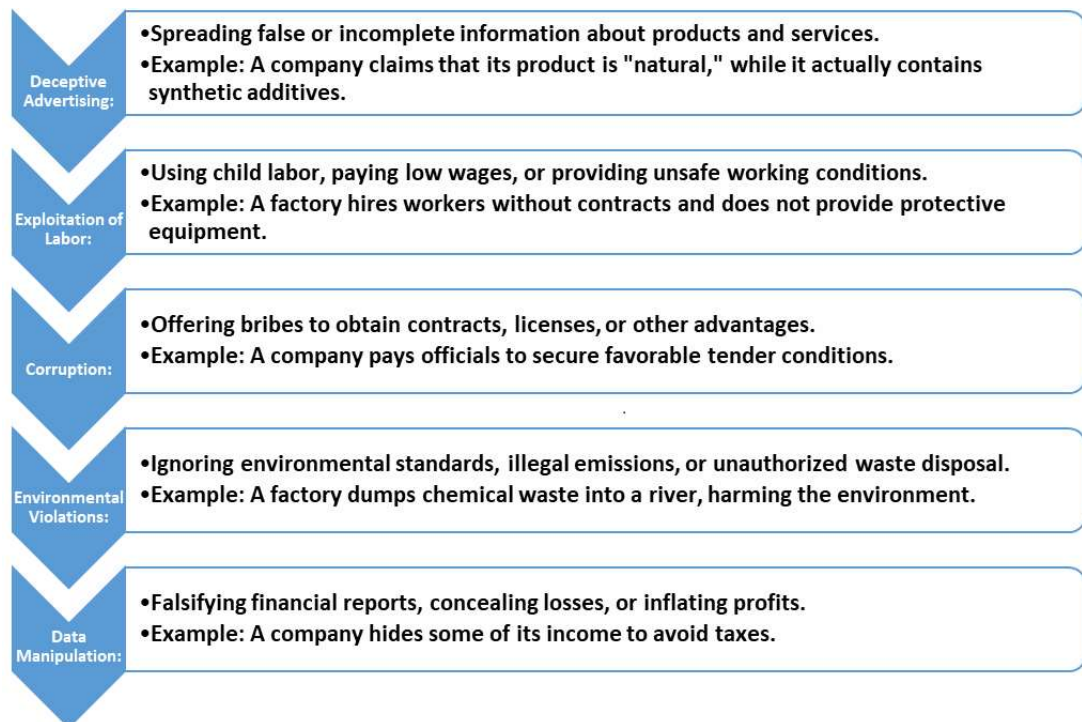 Deceptive
Advertising:
•Spreading false or incomplete information about products and services.
•Example: A company claims that its product is "natural," while it actually contains
synthetic additives.
Exploitation of
Labor:
•Using child labor, paying low wages, or providing unsafe working conditions.
•Example: A factory hires workers without contracts and does not provide protective
equipment.
Corruption:
•Offering bribes to obtain contracts, licenses, or other advantages.
•Example: A company pays officials to secure favorable tender conditions.
Environmental
Violations:
•Ignoring environmental standards, illegal emissions, or unauthorized waste disposal.
•Example: A factory dumps chemical waste into a river, harming the environment.
Data
Manipulation:
•Falsifying financial reports, concealing losses, or inflating profits.
•Example: A company hides some of its income to avoid taxes.